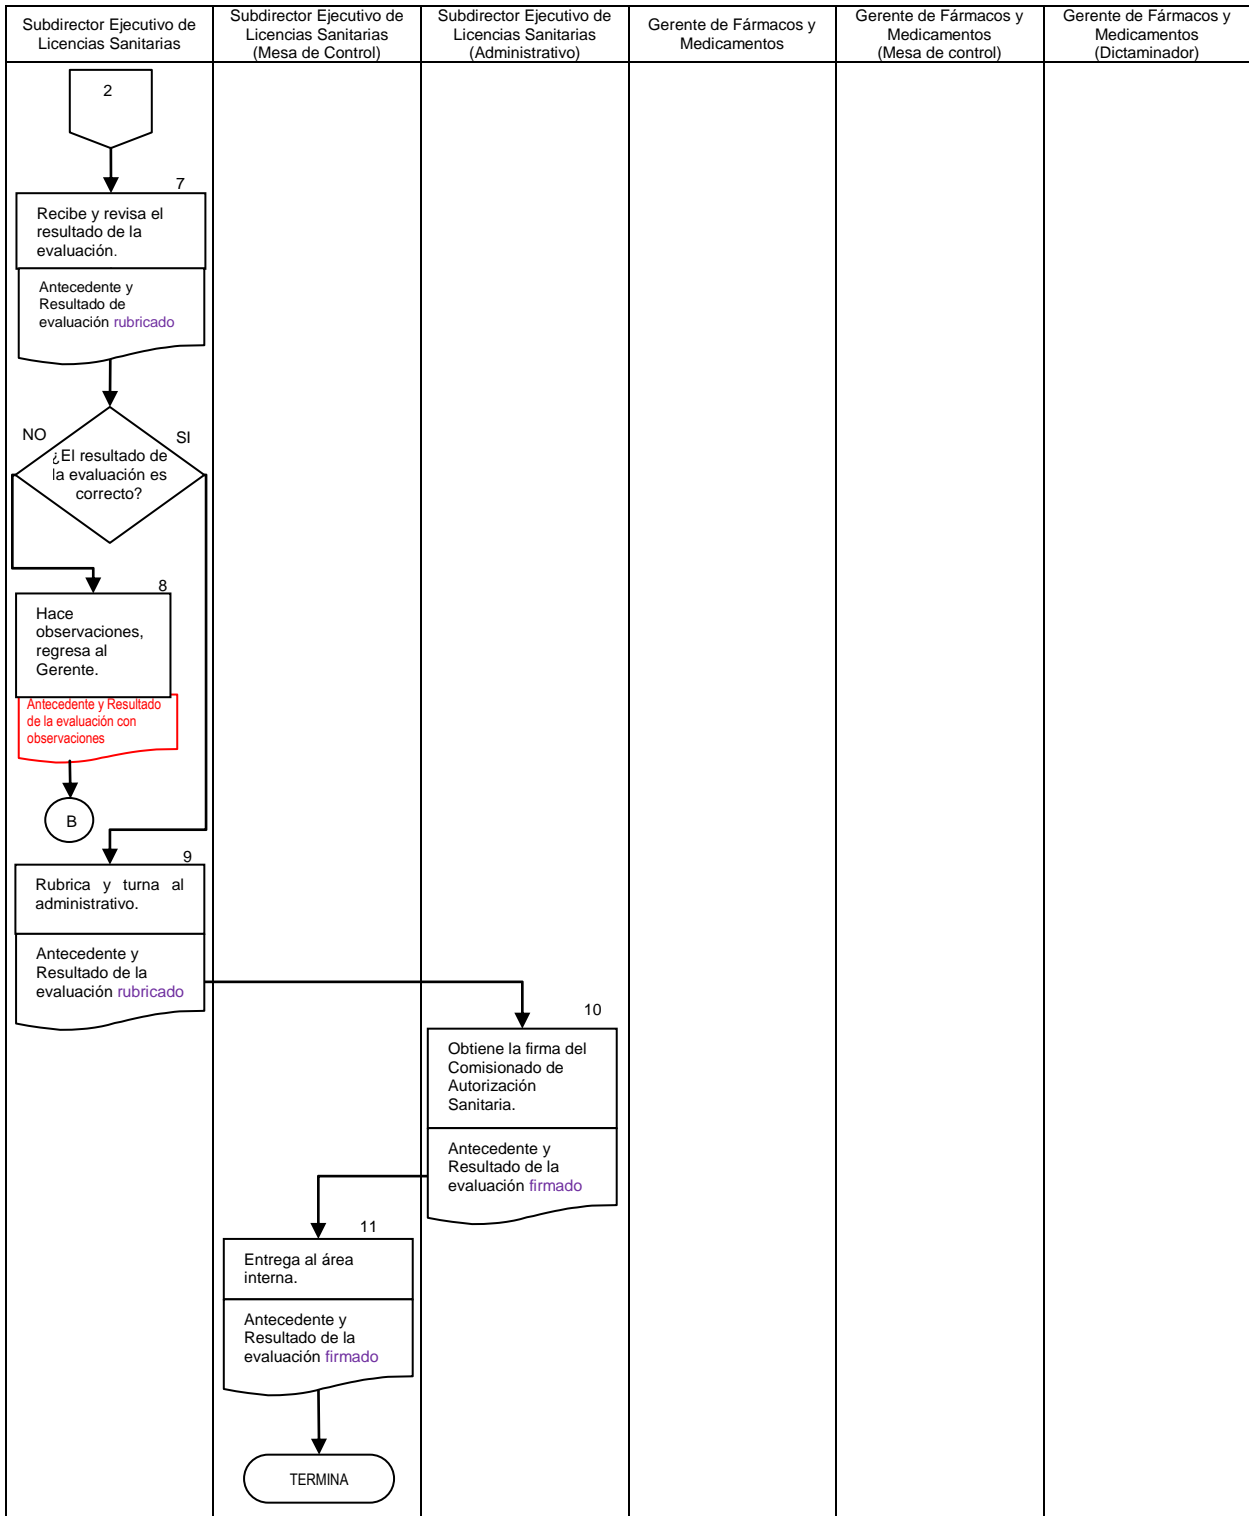 Subdirector Ejecutivo de
Licencias Sanitarias
Subdirector Ejecutivo de
Licencias Sanitarias
(Mesa de Control)
Subdirector Ejecutivo de
Licencias Sanitarias
(Administrativo)
Gerente de Fármacos y
Medicamentos
Gerente de Fármacos y
Medicamentos
(Mesa de control)
Gerente de Fármacos y
Medicamentos
(Dictaminador)
2
7
Recibe y revisa el
resultado de la
evaluación.
Antecedente y
Resultado de
evaluación rubricado
NO
SI
¿El resultado de
la evaluación es
correcto?
8
Hace
observaciones,
regresa al
Gerente.
Antecedente y Resultado
de la evaluación con
observaciones
B
9
Rubrica y turna al
administrativo.
Antecedente y
Resultado de la
evaluación rubricado
10
Obtiene la firma del
Comisionado de
Autorización
Sanitaria.
Antecedente y
Resultado de la
evaluación firmado
11
Entrega al área
interna.
Antecedente y
Resultado de la
evaluación firmado
TERMINA